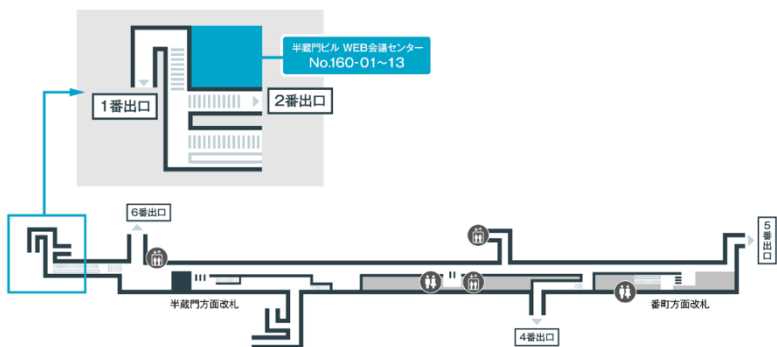 半蔵門ビル WEB会議センター
No.160-01～13
1番出口
2番出口
6番出口
5番出口
半蔵門方面改札
番町方面改札
4番出口